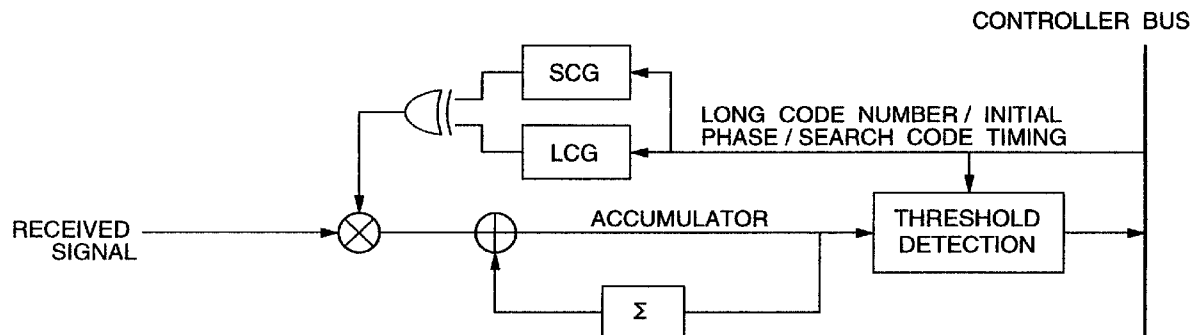 CONTROLLER BUS
SCG
LONG CODE NUMBER / INITIAL
PHASE / SEARCH CODE TIMING
LCG
RECEIVED
SIGNAL
ACCUMULATOR
THRESHOLD
DETECTION
Σ